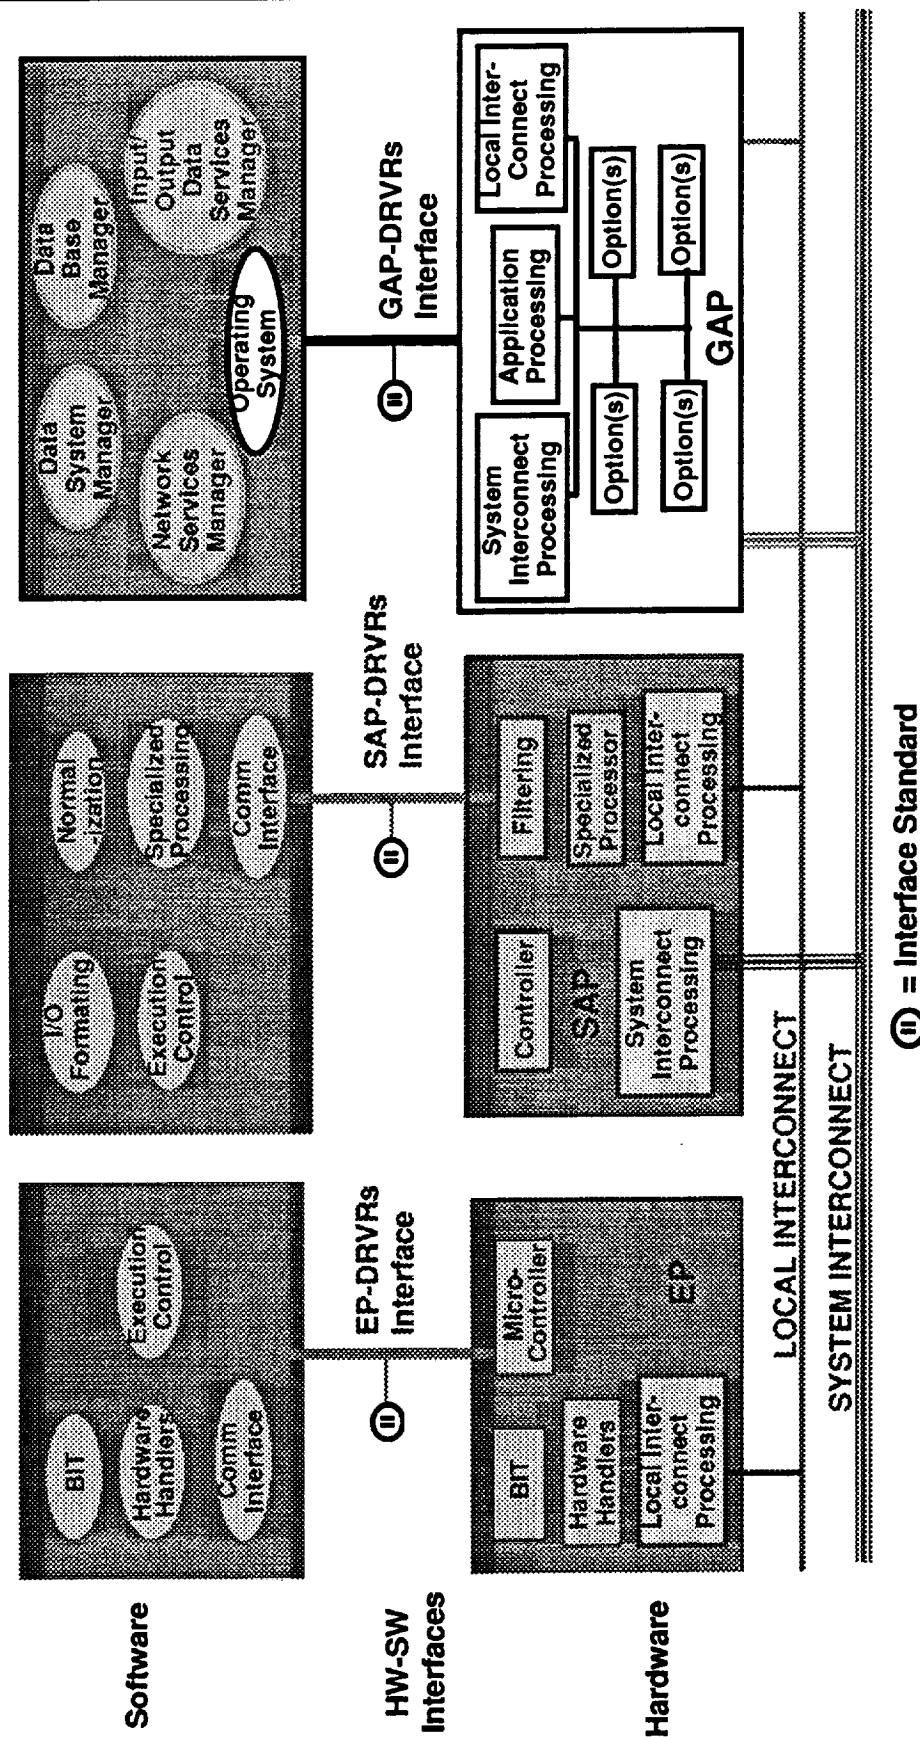 Software
BIT
Hardware
Handlers
Comm
Interface
Execution
Control
I/O
Formating
Execution
Control
Normal
-ization
Specialized
Processing
Comm
Interface
Data
System
Manager
Network
Services
Manager
Data
Base
Manager
Input/
Output
Data
Services
Manager
Operating
System
HW-SW
Interfaces
EP-DRVRs
Interface
SAP-DRVRs
Interface
GAP-DRVRs
Interface
Hardware
BIT
Hardware
Handlers
Local Inter-
connect
Processing
Micro-
Controller
EP
Controller
SAP
System
Interconnect
Processing
Filtering
Specialized
Processor
Local Inter-
connect
Processing
System
Interconnect
Processing
Application
Processing
Local Inter-
Connect
Processing
Option(s)
Option(s)
Option(s)
Option(s)
GAP
LOCAL INTERCONNECT
SYSTEM INTERCONNECT
= Interface Standard